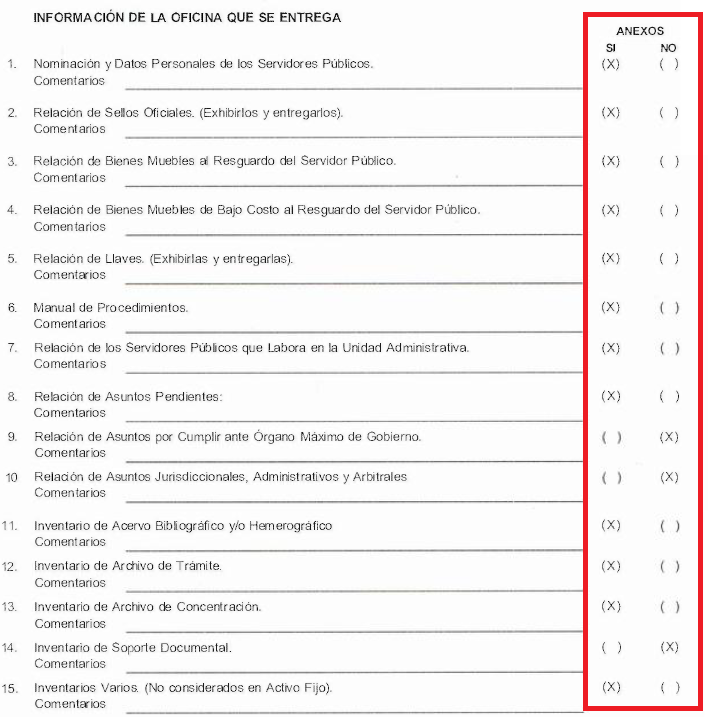 INFORMACIÓN DE LA OFICINA QUE SE ENTREGA
ANEXOS
SI NO
1. Nominación y Datos Personales de los Servidores Públicos. (X) ( )
Comentarios
2. Relación de Sellos Oficiales. (Exhibirlos y entregarlos). (X) ( )
Comentarios
3. Relación de Bienes Muebles al Resguardo del Servidor Público. (X) ( )
Comentarios
4. Relación de Bienes Muebles de Bajo Costo al Resguardo del Servidor Público. (X) ( )
Comentarios
5. Relación de Llaves. (Exhibirlas y entregarlas). (X) ( )
Comentarios
6. Manual de Procedimientos. (X) ( )
Comentarios
7. Relación de los Servidores Públicos que Labora en la Unidad Administrativa. (X) ( )
Comentarios
8. Relación de Asuntos Pendientes: (X) ( )
Comentarios
9. Relación de Asuntos por Cumplir ante Órgano Máximo de Gobierno. ( ) (X)
Comentarios
10 Relación de Asuntos Jurisdiccionales, Administrativos y Arbitrales ( ) (X)
Comentarios
11. Inventario de Acervo Bibliográfico y/o Hemerográfico (X) ( )
Comentarios
12. Inventario de Archivo de Trámite. (X) ( )
Comentarios
13. Inventario de Archivo de Concentración. (X) ( )
Comentarios
14. Inventario de Soporte Documental. ( ) (X)
Comentarios
15. Inventarios Varios. (No considerados en Activo Fijo). (X) ( )
Comentarios